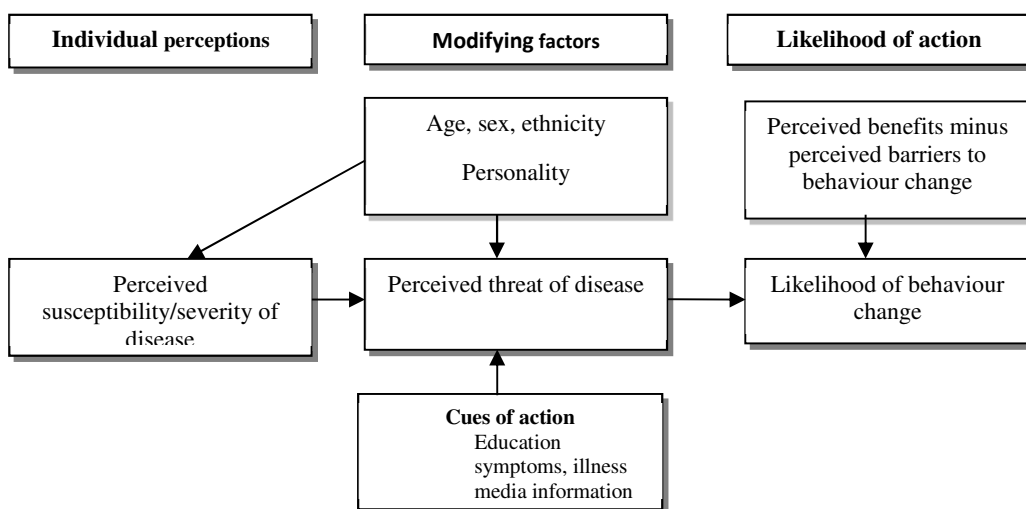 Individual perceptions
Modifying factors
Likelihood of action
Age, sex, ethnicity
Personality
Perceived benefits minus
perceived barriers to
behaviour change
Perceived
susceptibility/severity of
disease
Perceived threat of disease
Likelihood of behaviour
change
Cues of action
Education
symptoms, illness
media information